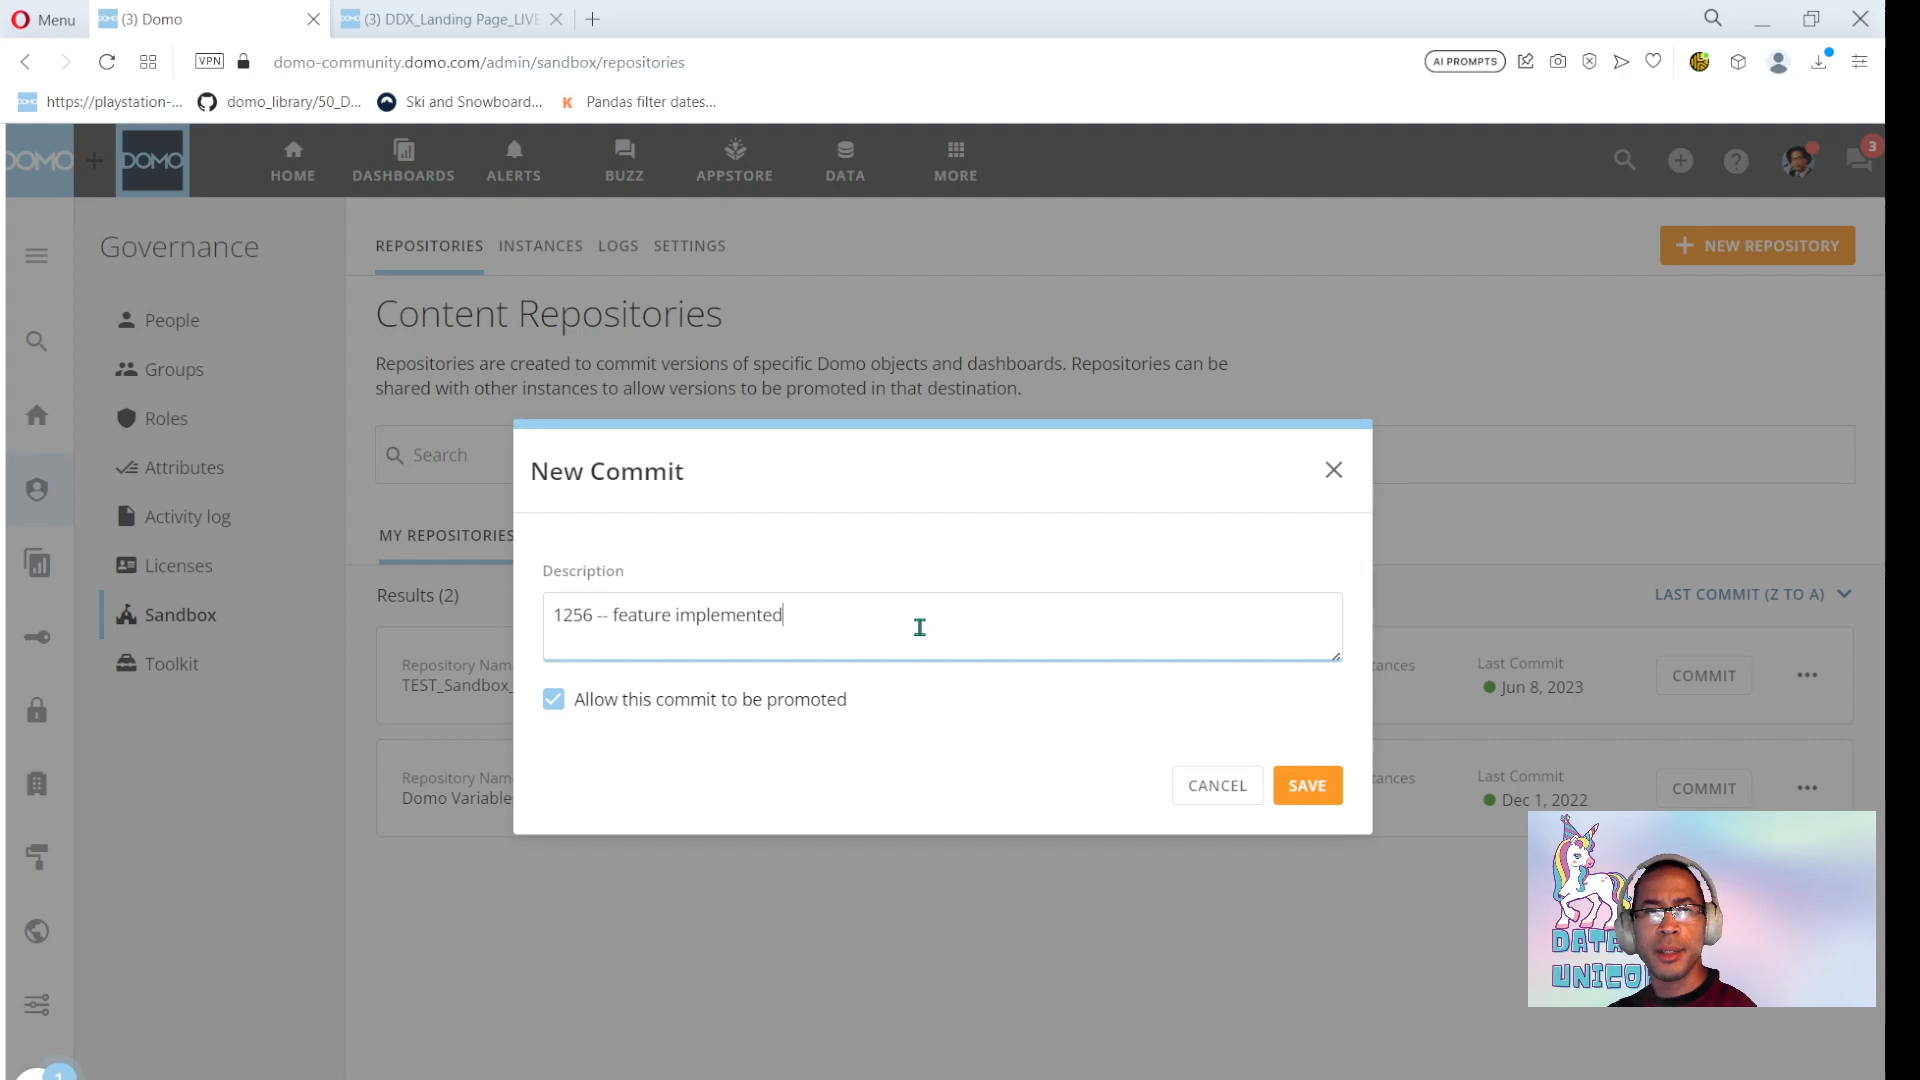 Menu
(3) Domo
(3) DDX_Landing Page_LIVE
VPN
domo-community.domo.com/admin/sandbox/repositories
AI PROMPTS
https://playstation-...
domo_library/50_D...
Ski and Snowboard...
K Pandas filter dates...
DOMO
DOMO
HOME
DASHBOARDS
ALERTS
BUZZ
APPSTORE
DATA
MORE
3
Governance
People
Groups
Roles
Attributes
Activity log
Licenses
Sandbox
Toolkit
REPOSITORIES INSTANCES LOGS SETTINGS
NEW REPOSITORY
Content Repositories
Repositories are created to commit versions of specific Domo objects and dashboards. Repositories can be
shared with other instances to allow versions to be promoted in that destination.
Search
MY REPOSITORIES
Results (2)
LAST COMMIT (Z TO A)
Repository Nam
TEST_Sandbox_
tances
Last Commit
Jun 8, 2023
COMMIT
Repository Nam
Domo Variable
tances
Last Commit
Dec 1, 2022
COMMIT
New Commit
Description
1256 -- feature implemented
Allow this commit to be promoted
CANCEL
SAVE
DATA
UNICO
1